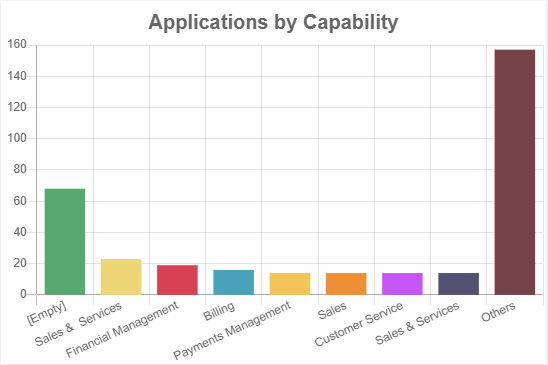 Applications by Capability
160
140
120
100
80
60
40
20
0
[Empty]
Sales &  Services
Financial Management
Billing
Payments Management
Sales
Customer Service
Sales & Services
Others